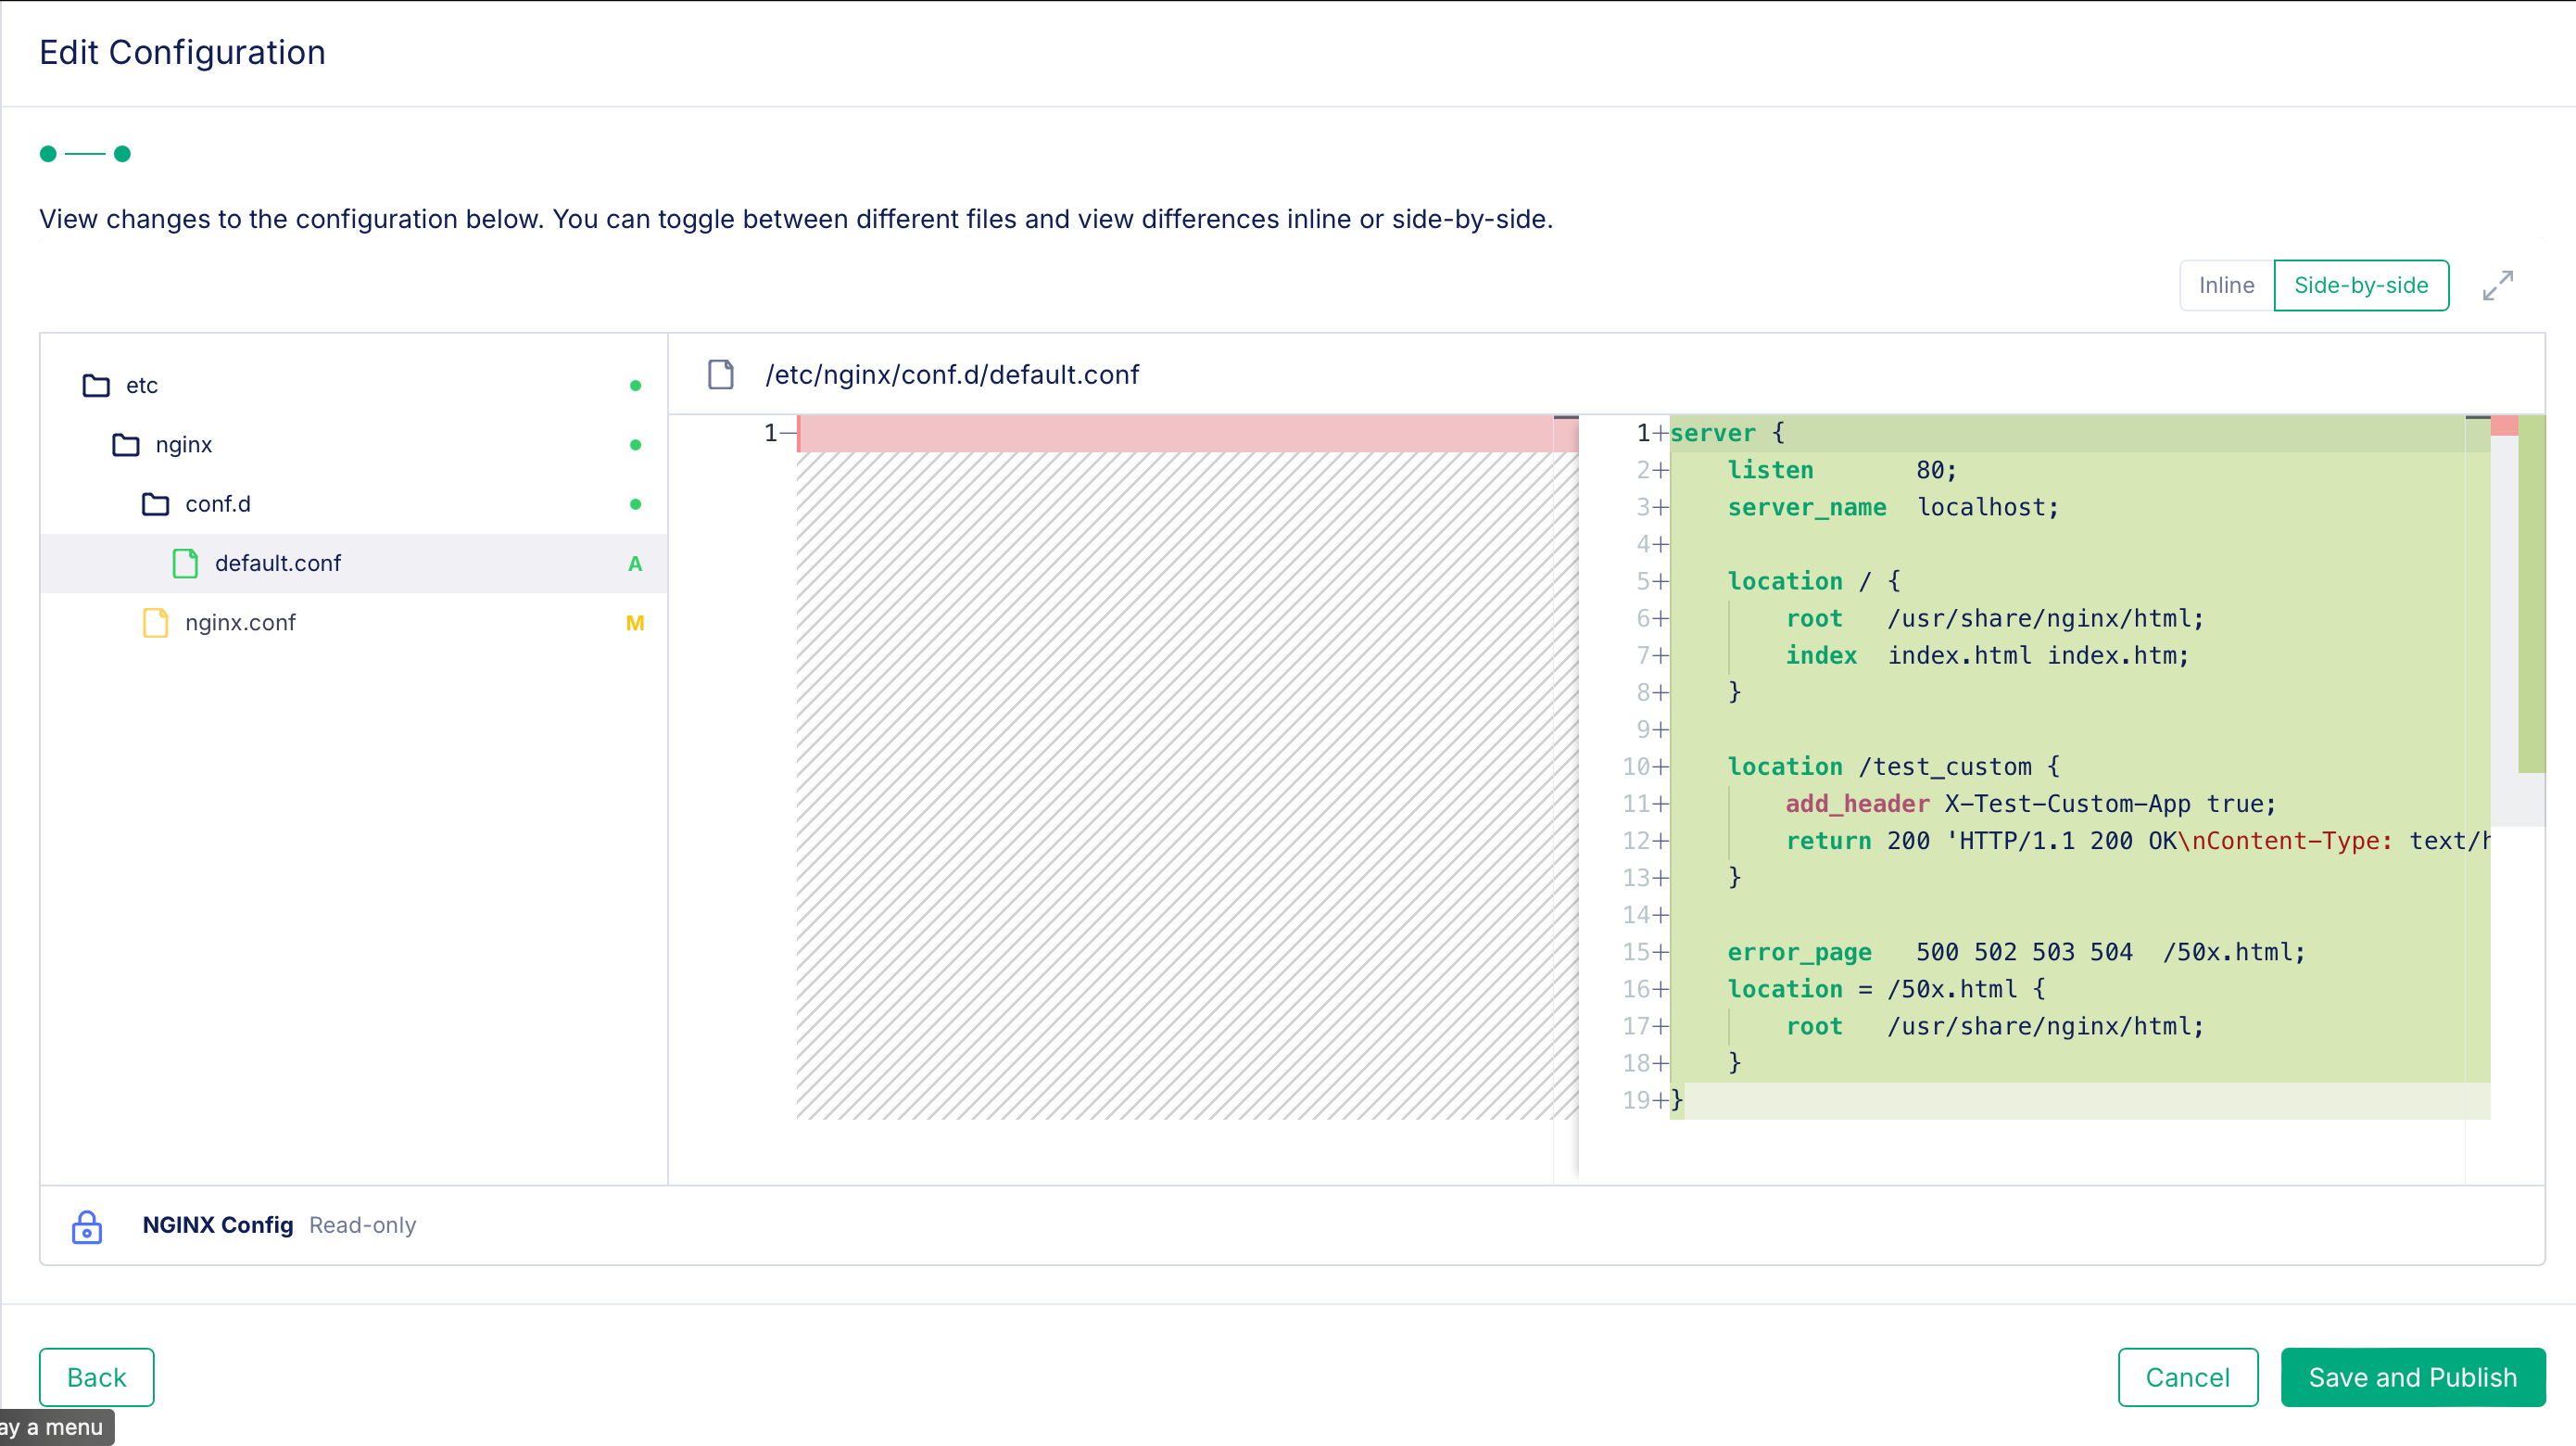 Edit Configuration
View changes to the configuration below. You can toggle between different files and view differences inline or side-by-side.
Inline
Side-by-side
etc
nginx
conf.d
default.conf A
nginx.conf M
/etc/nginx/conf.d/default.conf
1—
1+server {
2+    listen       80;
3+    server_name  localhost;
4+
5+    location / {
6+        root   /usr/share/nginx/html;
7+        index  index.html index.htm;
8+    }
9+
10+    location /test_custom {
11+        add_header X-Test-Custom-App true;
12+        return 200 'HTTP/1.1 200 OK\nContent-Type: text/h
13+    }
14+
15+    error_page   500 502 503 504  /50x.html;
16+    location = /50x.html {
17+        root   /usr/share/nginx/html;
18+    }
19+}
NGINX Config Read-only
Back
Cancel
Save and Publish
ay a menu